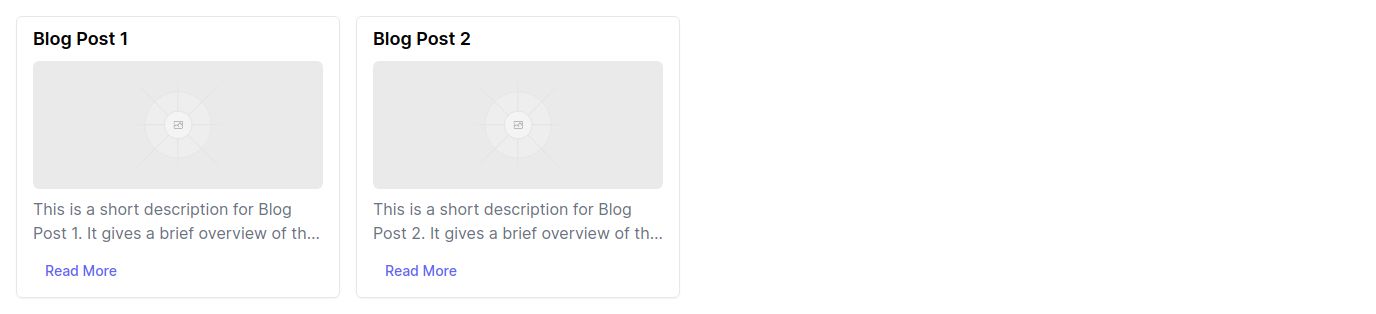 Blog Post 1
This is a short description for Blog
Post 1. It gives a brief overview of th...
Read More
Blog Post 2
This is a short description for Blog
Post 2. It gives a brief overview of th...
Read More